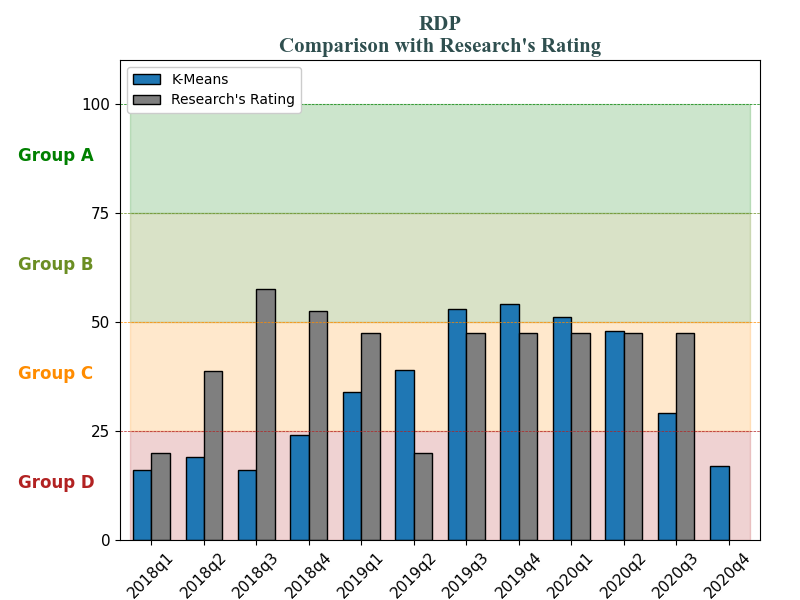 RDP
Comparison with Research's Rating
K-Means
Research's Rating
100
Group A
75
Group B
50
Group C
25
Group D
0
2018q1
2018q2
2018q3
2018q4
2019q1
2019q2
2019q3
2019q4
2020q1
2020q2
2020q3
2020q4